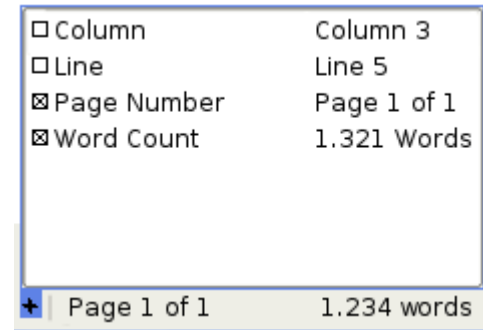 Column Column 3
Line Line 5
Page Number Page 1 of 1
Word Count 1.321 Words
Page 1 of 1 1.234 words